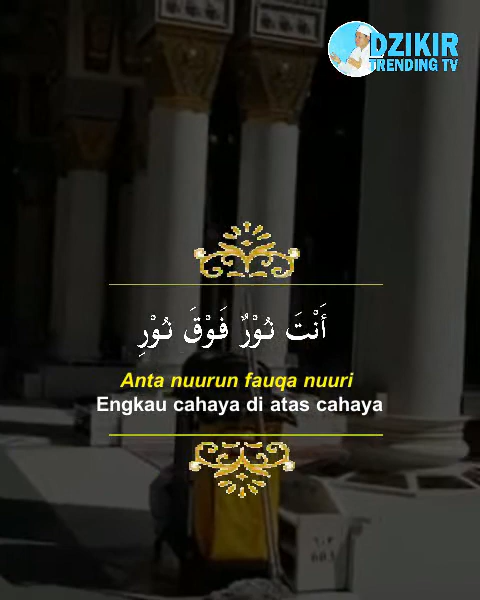 DZIKIR
TRENDING TV
أَنْتَ نُوْرٌ فَوْقَ نُوْرِ
Anta nuurun fauqa nuuri
Engkau cahaya di atas cahaya